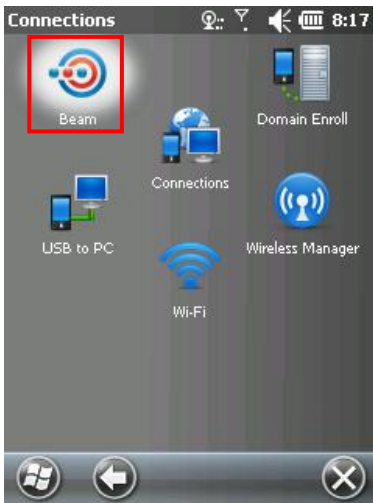 Connections 8:17
Beam
Domain Enroll
Connections
USB to PC
Wireless Manager
Wi-Fi